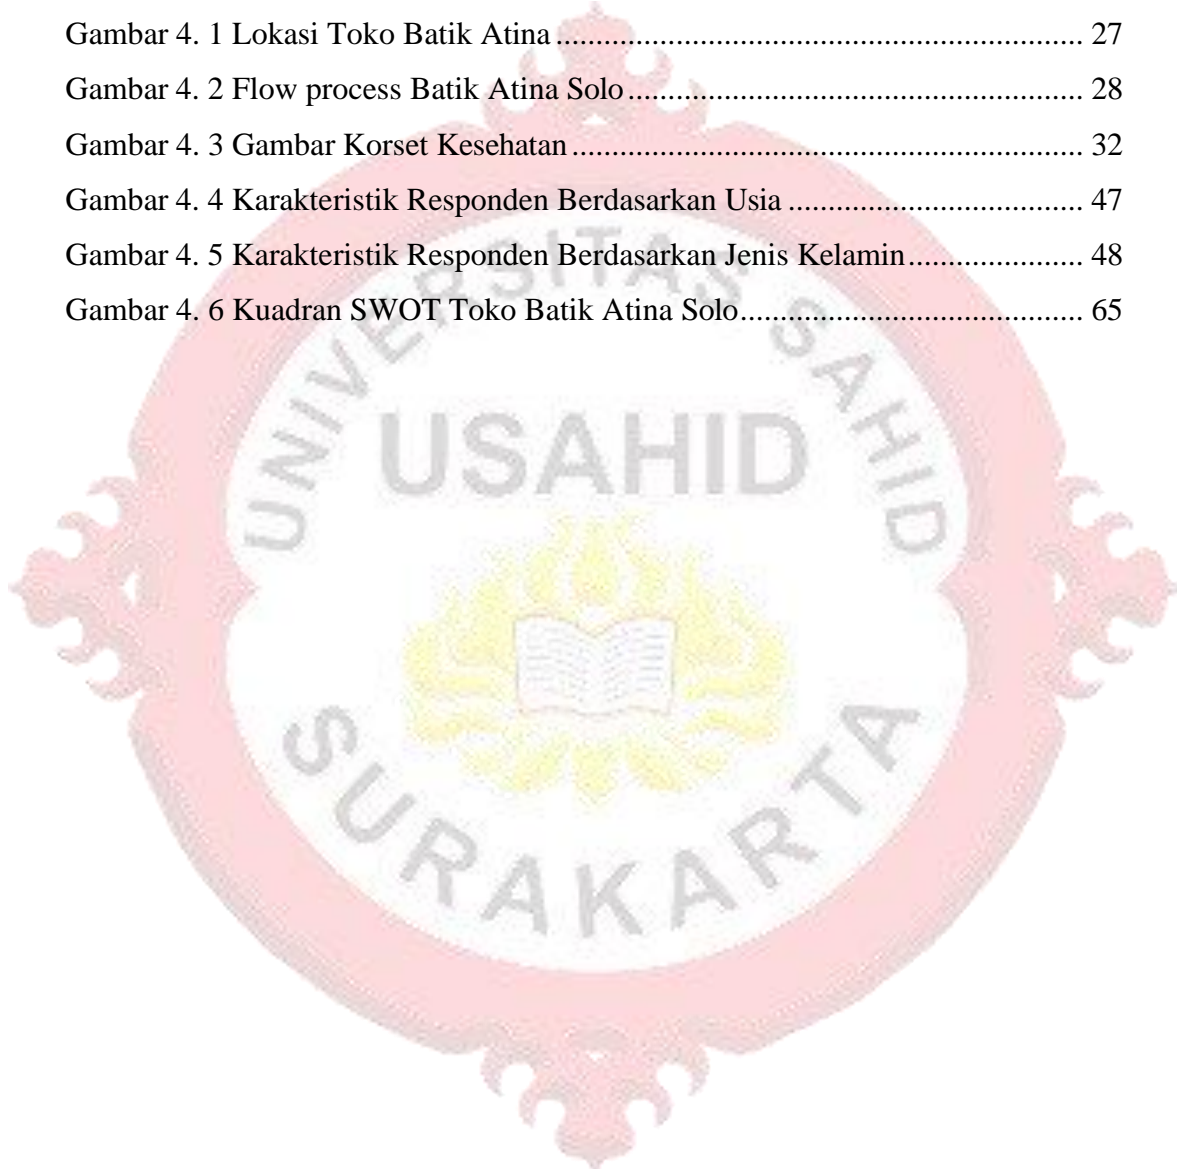 Gambar 4. 1 Lokasi Toko Batik Atina ................................................................................ 27
Gambar 4. 2 Flow process Batik Atina Solo ..................................................................... 28
Gambar 4. 3 Gambar Korset Kesehatan .............................................................................. 32
Gambar 4. 4 Karakteristik Responden Berdasarkan Usia ............................................. 47
Gambar 4. 5 Karakteristik Responden Berdasarkan Jenis Kelamin........................... 48
Gambar 4. 6 Kuadran SWOT Toko Batik Atina Solo.................................................... 65
UNIVERSITAS SAHID
USAHID
SURAKARTA